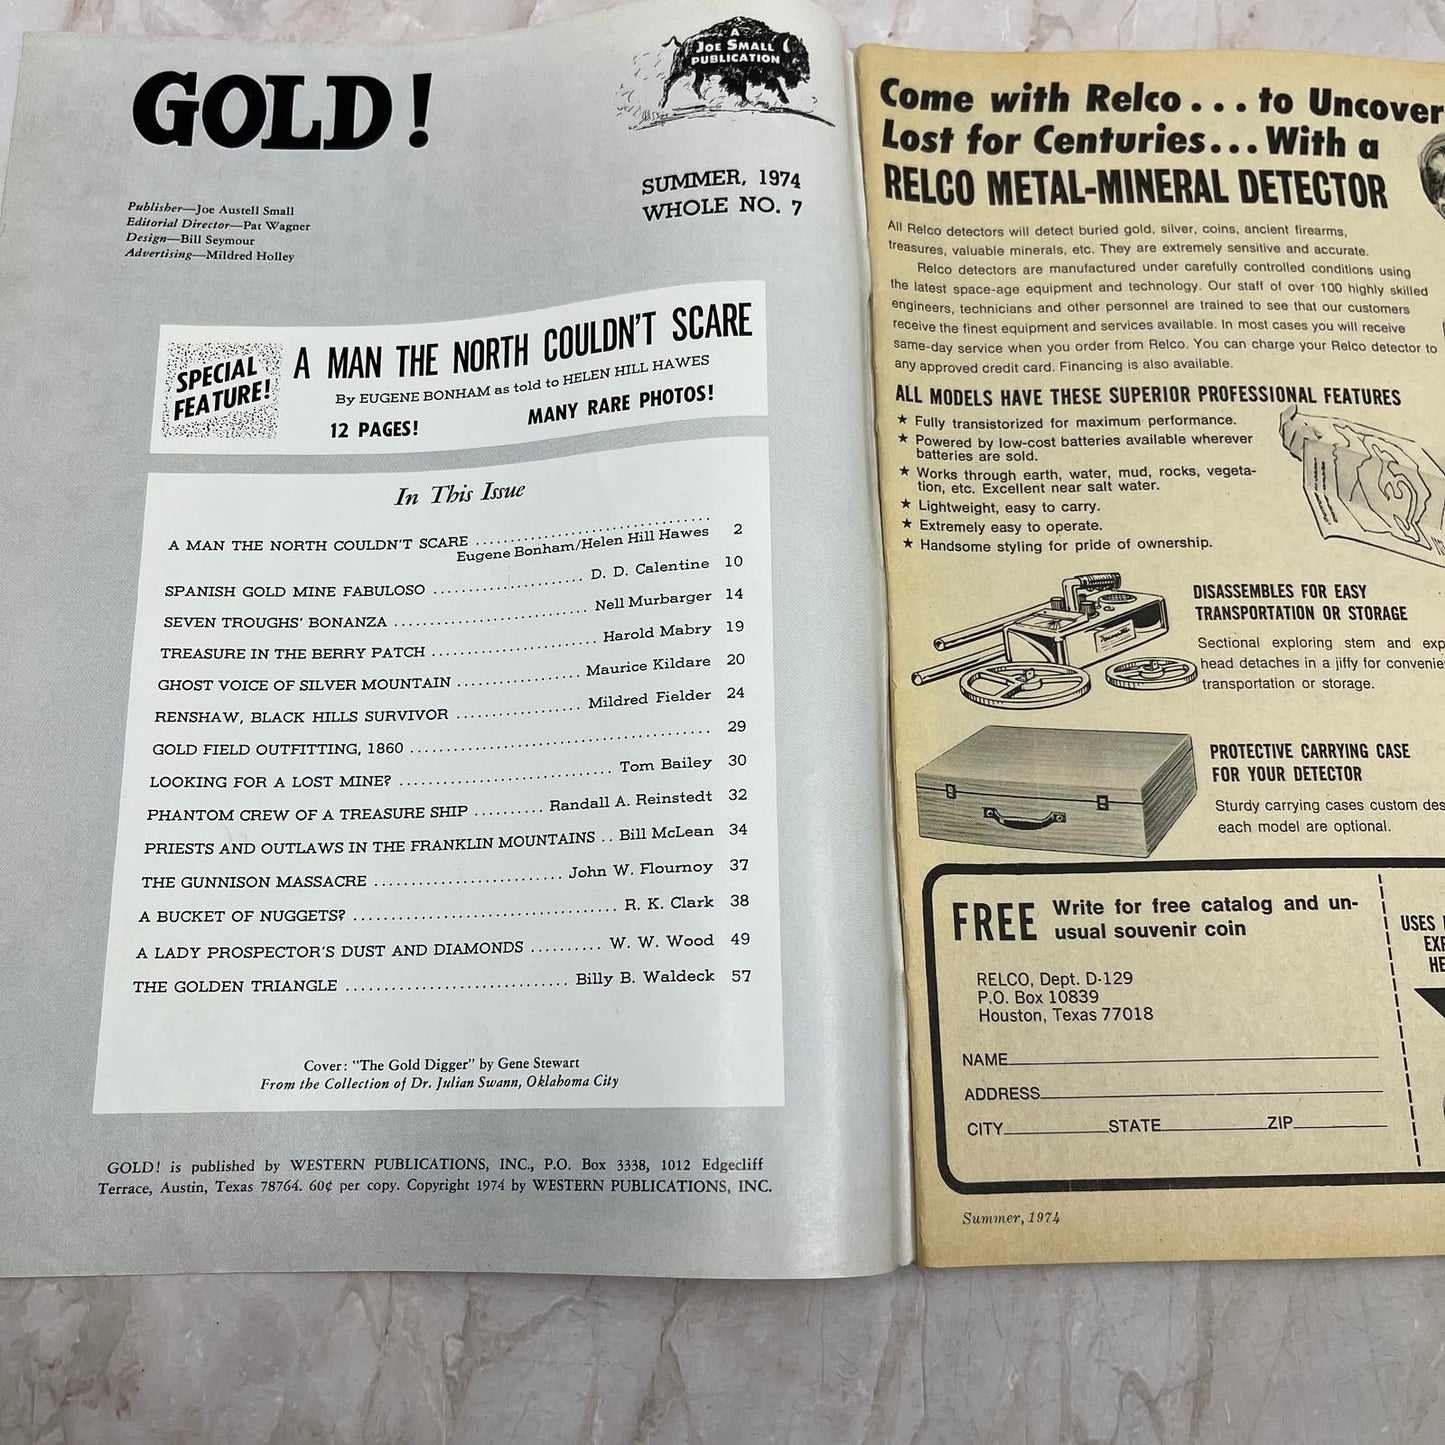 GOLD!
A
JOE SMALL
PUBLICATION
SUMMER, 1974
WHOLE NO. 7
Publisher—Joe Austell Small
Editorial Director—Pat Wagner
Design—Bill Seymour
Advertising—Mildred Holley
SPECIAL
FEATURE!
A MAN THE NORTH COULDN'T SCARE
By EUGENE BONHAM as told to HELEN HILL HAWES
12 PAGES! MANY RARE PHOTOS!
In This Issue
A MAN THE NORTH COULDN'T SCARE
Eugene Bonham/Helen Hill Hawes 2
SPANISH GOLD MINE FABULOSO D. D. Calentine 10
SEVEN TROUGHS' BONANZA Nell Murbarger 14
TREASURE IN THE BERRY PATCH Harold Mabry 19
GHOST VOICE OF SILVER MOUNTAIN Maurice Kildare 20
RENSHAW, BLACK HILLS SURVIVOR Mildred Fielder 24
GOLD FIELD OUTFITTING, 1860 29
LOOKING FOR A LOST MINE? Tom Bailey 30
PHANTOM CREW OF A TREASURE SHIP Randall A. Reinstedt 32
PRIESTS AND OUTLAWS IN THE FRANKLIN MOUNTAINS Bill McLean 34
THE GUNNISON MASSACRE John W. Flournoy 37
A BUCKET OF NUGGETS? R. K. Clark 38
A LADY PROSPECTOR'S DUST AND DIAMONDS W. W. Wood 49
THE GOLDEN TRIANGLE Billy B. Waldeck 57
Cover: "The Gold Digger" by Gene Stewart
From the Collection of Dr. Julian Swann, Oklahoma City
GOLD! is published by WESTERN PUBLICATIONS, INC., P.O. Box 3338, 1012 Edgecliff
Terrace, Austin, Texas 78764. 60¢ per copy. Copyright 1974 by WESTERN PUBLICATIONS, INC.
Come with Relco . . . to Uncover
Lost for Centuries... With a
RELCO METAL-MINERAL DETECTOR
All Relco detectors will detect buried gold, silver, coins, ancient firearms,
treasures, valuable minerals, etc. They are extremely sensitive and accurate.
Relco detectors are manufactured under carefully controlled conditions using
the latest space-age equipment and technology. Our staff of over 100 highly skilled
engineers, technicians and other personnel are trained to see that our customers
receive the finest equipment and services available. In most cases you will receive
same-day service when you order from Relco. You can charge your Relco detector to
any approved credit card. Financing is also available.
ALL MODELS HAVE THESE SUPERIOR PROFESSIONAL FEATURES
★ Fully transistorized for maximum performance.
★ Powered by low-cost batteries available wherever
batteries are sold.
★ Works through earth, water, mud, rocks, vegeta-
tion, etc. Excellent near salt water.
★ Lightweight, easy to carry.
★ Extremely easy to operate.
★ Handsome styling for pride of ownership.
DISASSEMBLES FOR EASY
TRANSPORTATION OR STORAGE
Sectional exploring stem and exp
head detaches in a jiffy for convenie
transportation or storage.
PROTECTIVE CARRYING CASE
FOR YOUR DETECTOR
Sturdy carrying cases custom des
each model are optional.
FREE Write for free catalog and un-
usual souvenir coin
RELCO, Dept. D-129
P.O. Box 10839
Houston, Texas 77018
NAME
ADDRESS
CITY STATE ZIP
USES
EX
HE
Summer, 1974